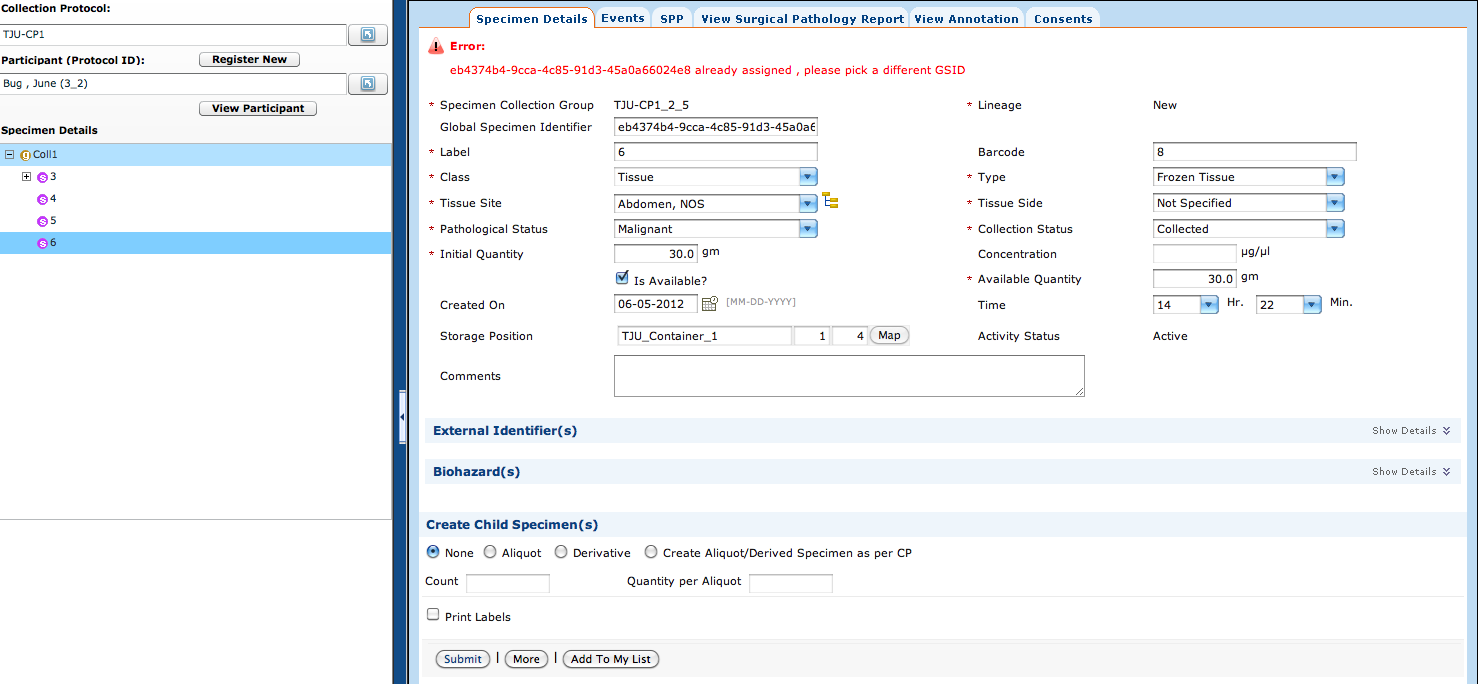 Collection Protocol:
TJU-CP1
Participant (Protocol ID):
Register New
Bug , June (3_2)
View Participant
Specimen Details
Coll1
3
4
5
6
Specimen Details
Events
SPP
View Surgical Pathology Report
View Annotation
Consents
Error:
eb4374b4-9cca-4c85-91d3-45a0a66024e8 already assigned , please pick a different GSID
* Specimen Collection Group TJU-CP1_2_5 * Lineage New
Global Specimen Identifier eb4374b4-9cca-4c85-91d3-45a0a6
* Label 6 Barcode 8
* Class Tissue * Type Frozen Tissue
* Tissue Site Abdomen, NOS * Tissue Side Not Specified
* Pathological Status Malignant * Collection Status Collected
* Initial Quantity 30.0 gm Concentration µg/µl
Is Available? * Available Quantity 30.0 gm
Created On 06-05-2012 [MM-DD-YYYY] Time 14 Hr. 22 Min.
Storage Position TJU_Container_1 1 4 Map Activity Status Active
Comments
External Identifier(s) Show Details
Biohazard(s) Show Details
Create Child Specimen(s)
None Aliquot Derivative Create Aliquot/Derived Specimen as per CP
Count Quantity per Aliquot
Print Labels
Submit | More | Add To My List